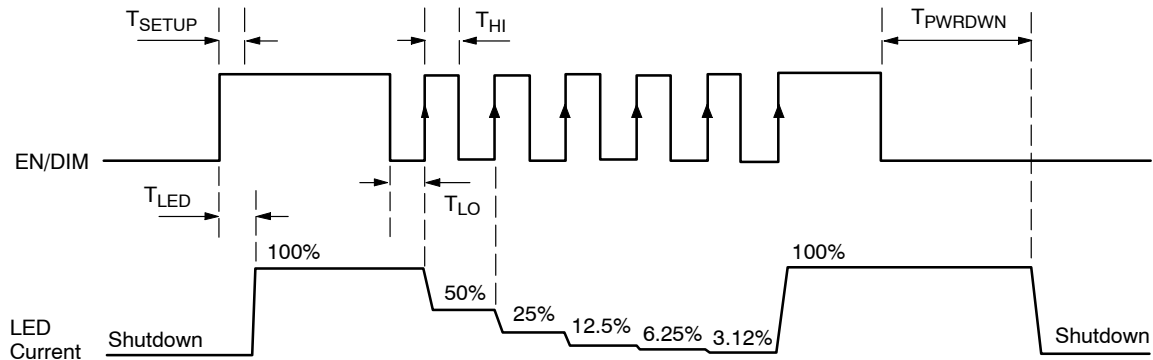 TSETUP
THI
TPWRDWN
EN/DIM
TLED
TLO
100%
100%
50%
25%
12.5%
6.25%
3.12%
LED
Current
Shutdown
Shutdown